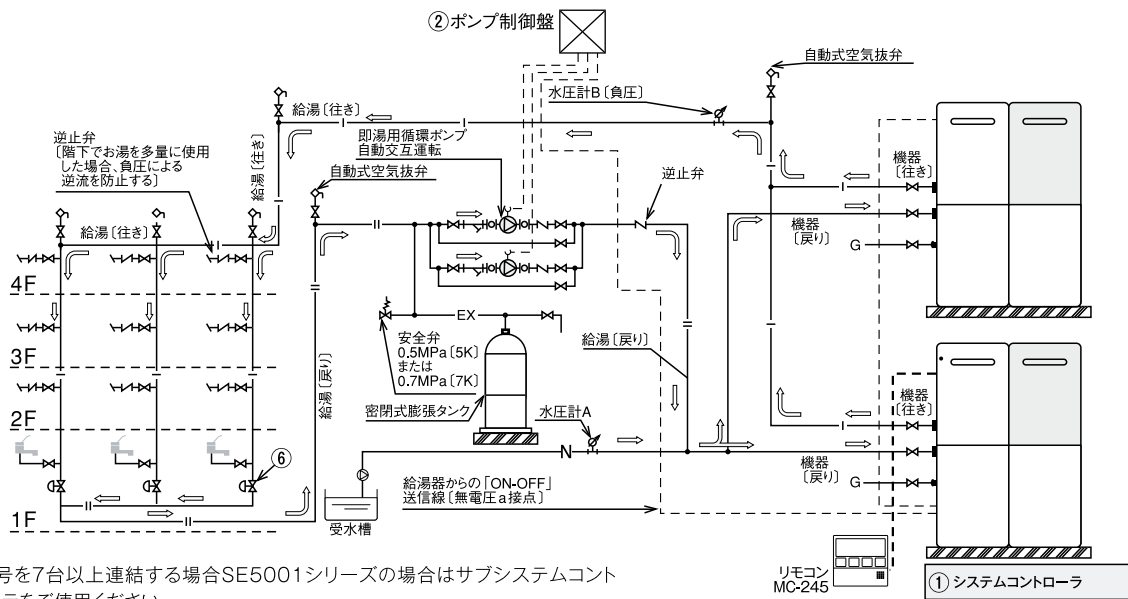 ②ポンプ制御盤
自動式空気抜弁
水圧計B〔負圧〕
給湯〔往き〕
即湯用循環ポンプ
自動交互運転
逆止弁
〔階下でお湯を多量に使用
した場合、負圧による
逆流を防止する〕
給湯〔往き〕
自動式空気抜弁
逆止弁
機器
〔往き〕
機器
〔戻り〕
G
給湯〔往き〕
4F
3F
2F
1F
⑥
給湯〔戻り〕
EX
安全弁
0.5MPa〔5K〕
または
0.7MPa〔7K〕
密閉式膨張タンク
給湯〔戻り〕
水圧計A
N
受水槽
機器
〔往き〕
機器
〔戻り〕
G
給湯器からの「ON-OFF」
送信線〔無電圧a接点〕
リモコン
MC-245
①システムコントローラ
号を7台以上連結する場合SE5001シリーズの場合はサブシステムコント
をご使用ください